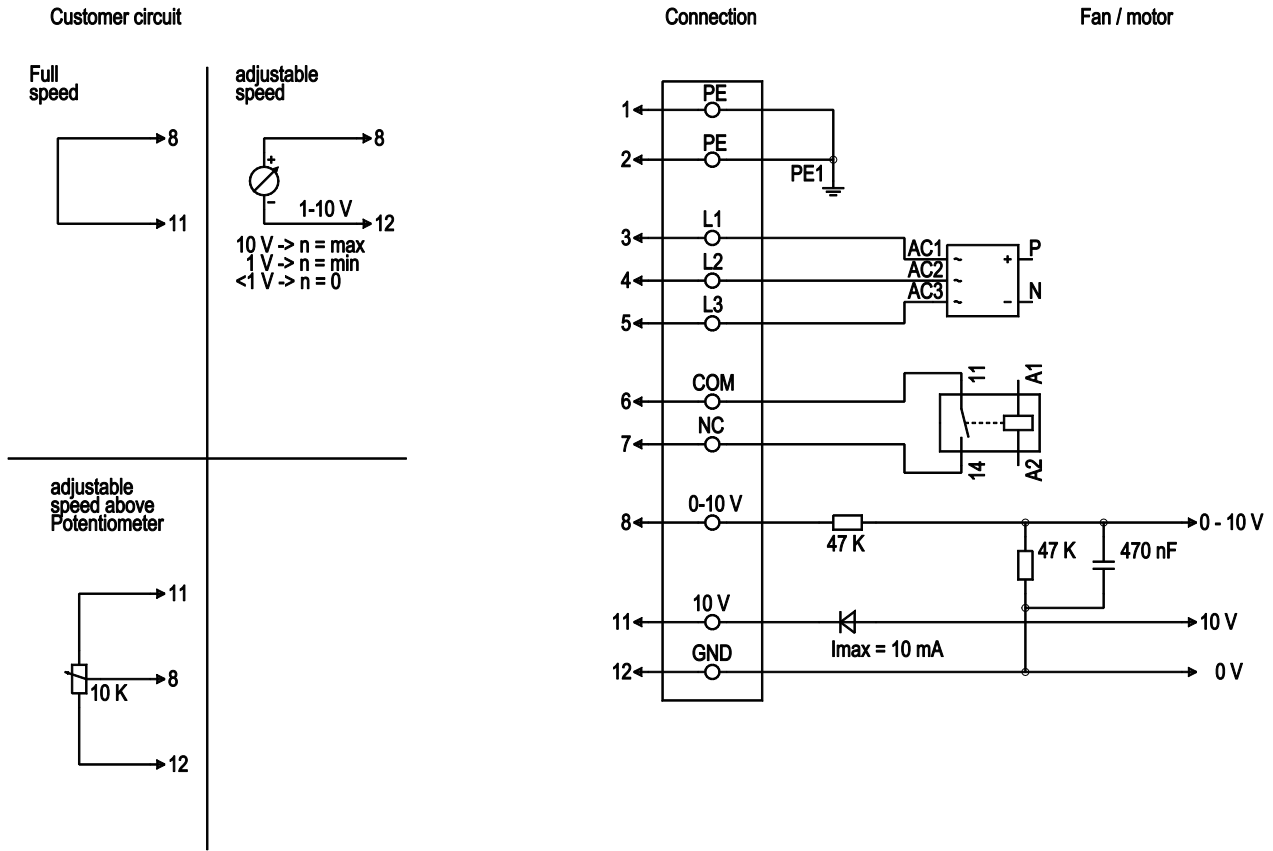 Customer circuit
Connection
Fan / motor
Full
speed
8
11
adjustable
speed
8
+
−
1-10 V
12
10 V -> n = max
1 V -> n = min
<1 V -> n = 0
adjustable
speed above
Potentiometer
11
8
10 K
12
1
PE
2
PE
PE1
3
L1
4
L2
5
L3
AC1
AC2
AC3
~
~
~
+
−
P
N
6
COM
7
NC
11
14
A1
A2
8
0-10 V
47 K
47 K
470 nF
0 - 10 V
11
10 V
Imax = 10 mA
10 V
12
GND
0 V